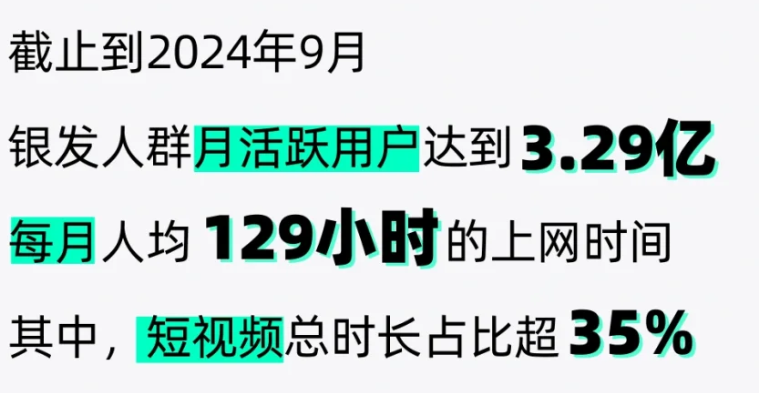 截止到2024年9月
银发人群月活跃用户达到3.29亿
每月人均129小时的上网时间
其中，短视频总时长占比超35%